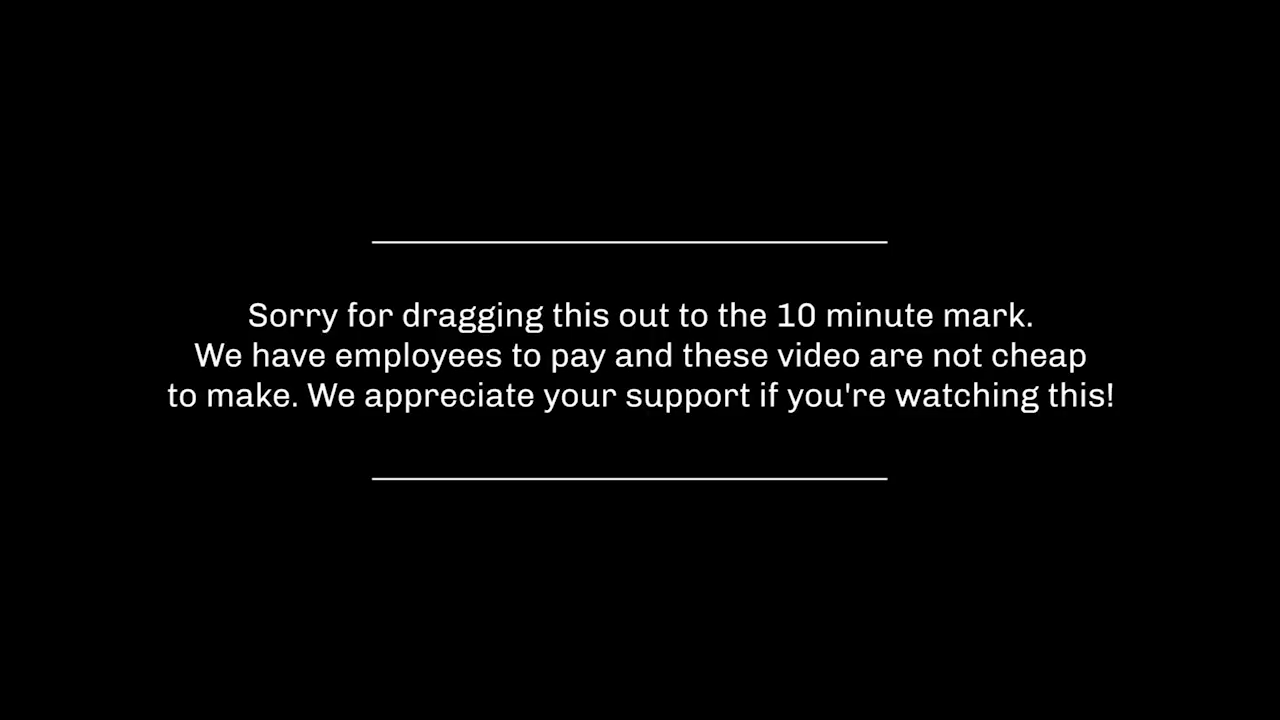 Sorry for dragging this out to the 10 minute mark.
We have employees to pay and these video are not cheap
to make. We appreciate your support if you're watching this!